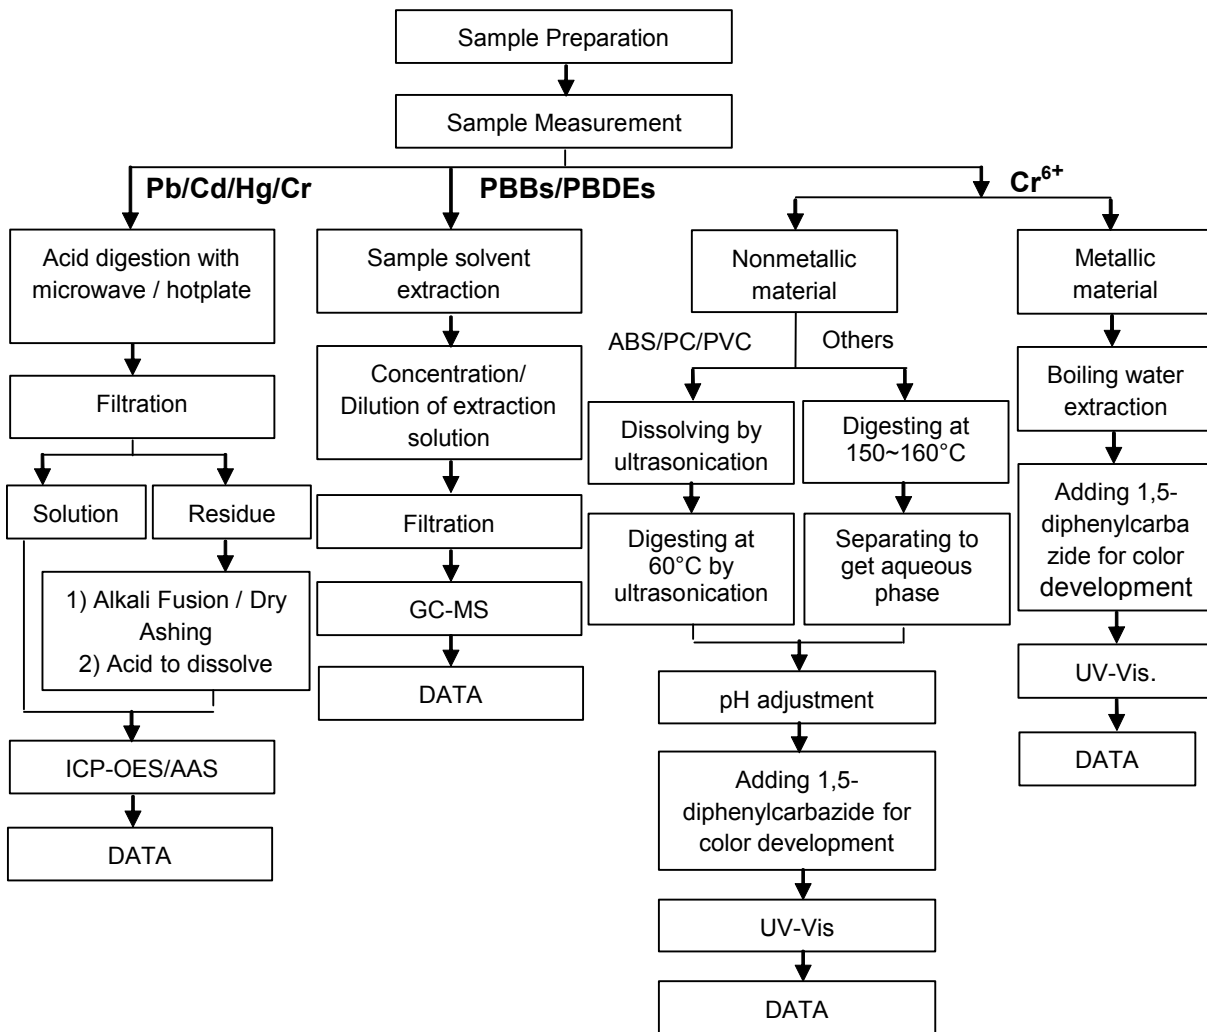 Sample Preparation
Sample Measurement
Pb/Cd/Hg/Cr
PBBs/PBDEs
Cr⁶⁺
Acid digestion with
microwave / hotplate
Filtration
Solution
Residue
1) Alkali Fusion / Dry
Ashing
2) Acid to dissolve
ICP-OES/AAS
DATA
Sample solvent
extraction
Concentration/
Dilution of extraction
solution
Filtration
GC-MS
DATA
Nonmetallic
material
ABS/PC/PVC
Others
Dissolving by
ultrasonication
Digesting at
60°C by
ultrasonication
Digesting at
150~160°C
Separating to
get aqueous
phase
pH adjustment
Adding 1,5-
diphenylcarbazide for
color development
UV-Vis
DATA
Metallic
material
Boiling water
extraction
Adding 1,5-
diphenylcarba
zide for color
development
UV-Vis.
DATA